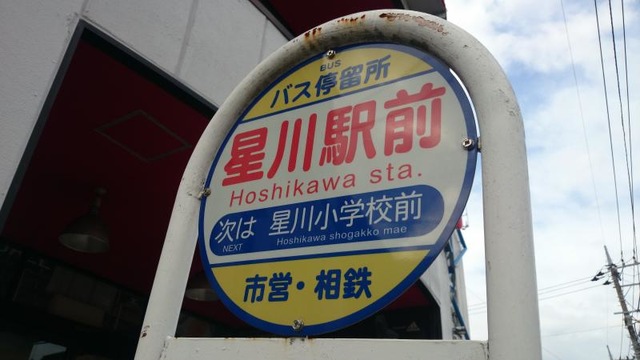 BUS
バス停留所
星川駅前
Hoshikawa sta.
次は 星川小学校前
NEXT Hoshikawa shogakko mae
市営・相鉄